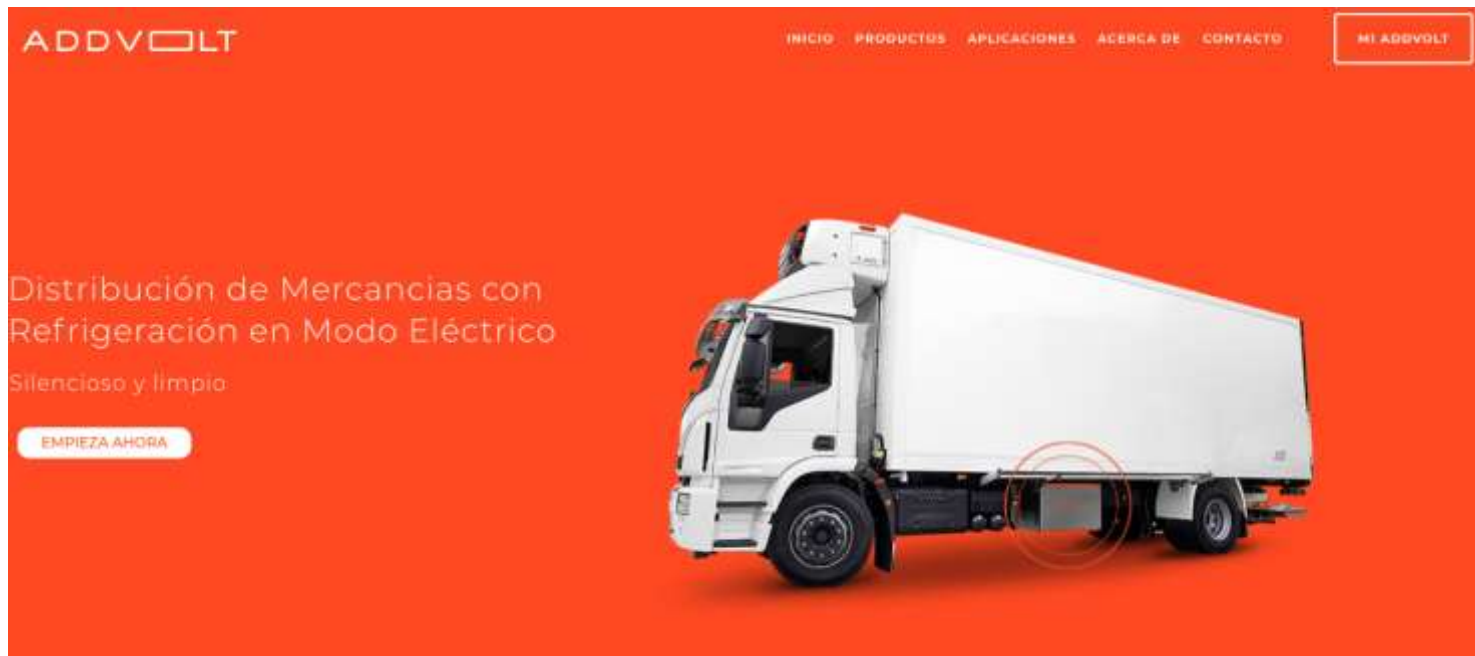 ADDVOLT
INICIO PRODUCTOS APLICACIONES ACERCA DE CONTACTO MI ADDVOLT
Distribución de Mercancias con
Refrigeración en Modo Eléctrico
Silencioso y limpio
EMPIEZA AHORA